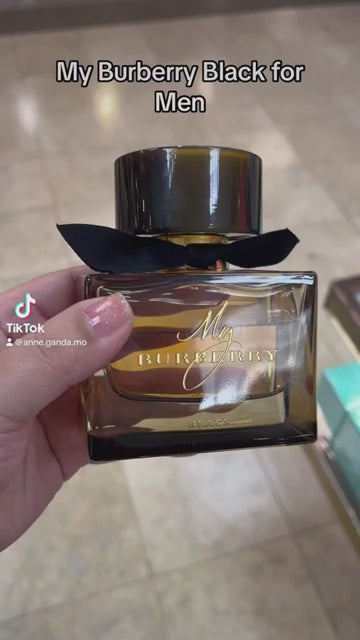 My Burberry Black for
Men
My
BURBERRY
BLACK
TikTok
@anne.ganda.mo